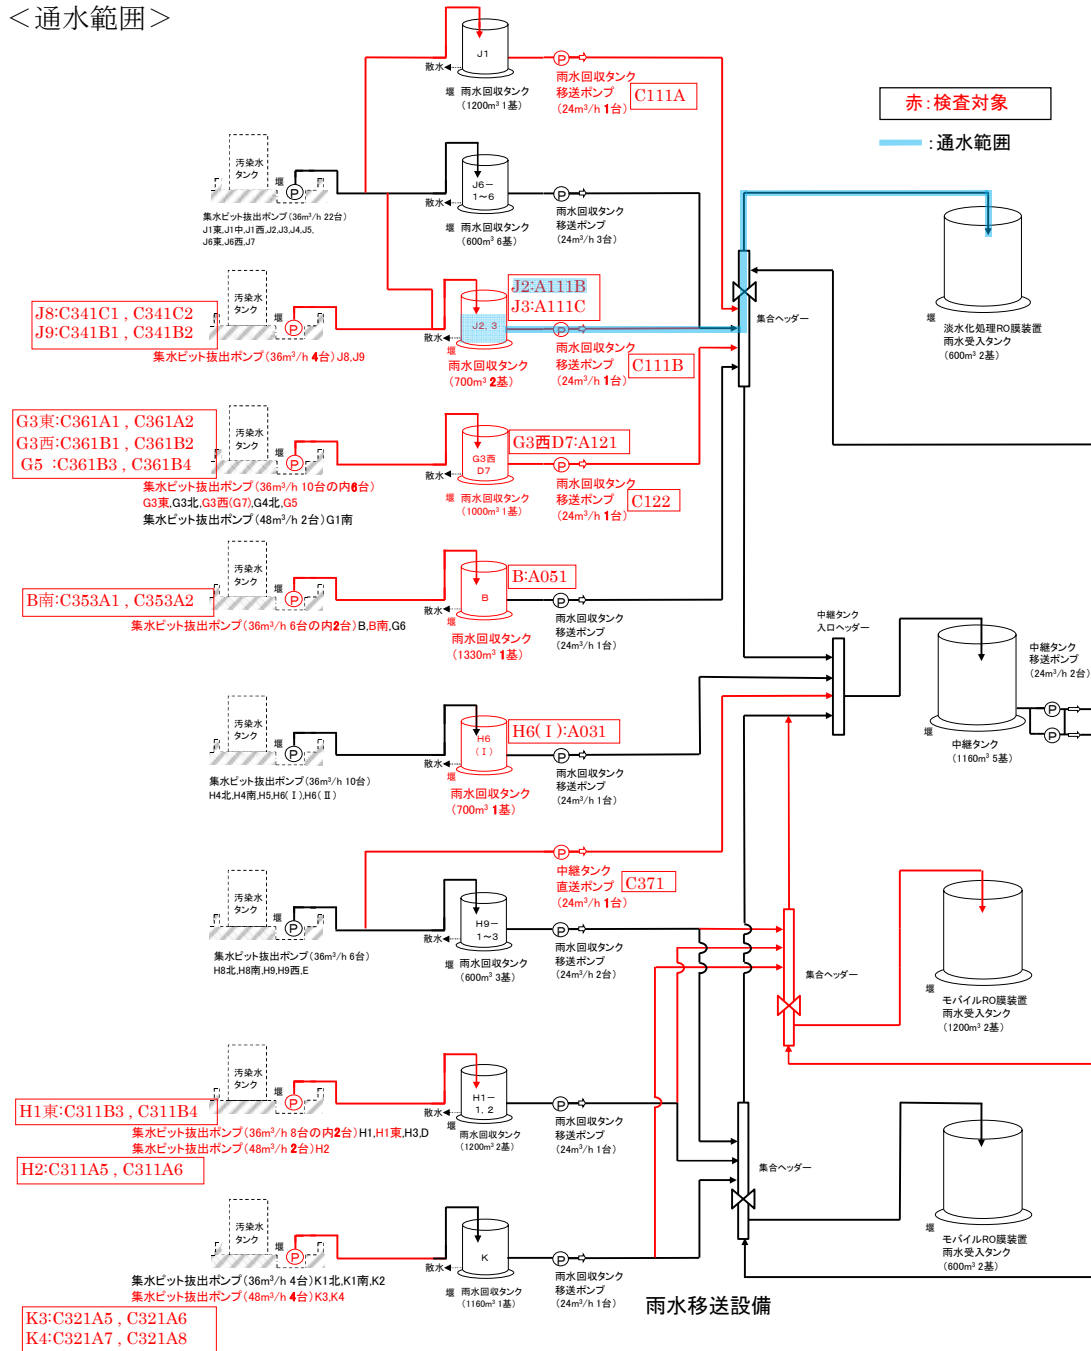 ＜通水範囲＞
J1
散水
堰
雨水回収タンク
(1200m³ 1基)
P
雨水回収タンク
移送ポンプ
(24m³/h 1台)
C111A
赤:検査対象
:通水範囲
汚染水
タンク
堰
P
集水ピット抜出ポンプ(36m³/h 22台)
J1東,J1中,J1西,J2,J3,J4,J5,
J6東,J6西,J7
J6－
1～6
散水
堰
雨水回収タンク
(600m³ 6基)
P
雨水回収タンク
移送ポンプ
(24m³/h 3台)
集合ヘッダー
堰
淡水化処理RO膜装置
雨水受入タンク
(600m³ 2基)
J8:C341C1 , C341C2
J9:C341B1 , C341B2
汚染水
タンク
堰
P
集水ピット抜出ポンプ(36m³/h 4台)J8,J9
J2, 3
散水
堰
雨水回収タンク
(700m³ 2基)
J2:A111B
J3:A111C
P
雨水回収タンク
移送ポンプ
(24m³/h 1台)
C111B
G3東:C361A1 , C361A2
G3西:C361B1 , C361B2
G5 :C361B3 , C361B4
汚染水
タンク
堰
P
集水ピット抜出ポンプ(36m³/h 10台の内6台)
G3東,G3北,G3西(G7),G4北,G5
集水ピット抜出ポンプ(48m³/h 2台)G1南
G3西
D7
散水
堰
雨水回収タンク
(1000m³ 1基)
G3西D7:A121
P
雨水回収タンク
移送ポンプ
(24m³/h 1台)
C122
B南:C353A1 , C353A2
汚染水
タンク
堰
P
集水ピット抜出ポンプ(36m³/h 6台の内2台)B,B南,G6
B
散水
堰
雨水回収タンク
(1330m³ 1基)
B:A051
P
雨水回収タンク
移送ポンプ
(24m³/h 1台)
中継タンク
入口ヘッダー
中継タンク
移送ポンプ
(24m³/h 2台)
P
P
堰
中継タンク
(1160m³ 5基)
汚染水
タンク
堰
P
集水ピット抜出ポンプ(36m³/h 10台)
H4北,H4南,H5,H6(Ⅰ),H6(Ⅱ)
H6
(Ⅰ)
散水
堰
雨水回収タンク
(700m³ 1基)
H6(Ⅰ):A031
P
雨水回収タンク
移送ポンプ
(24m³/h 1台)
P
中継タンク
直送ポンプ
(24m³/h 1台)
C371
汚染水
タンク
堰
P
集水ピット抜出ポンプ(36m³/h 6台)
H8北,H8南,H9,H9西,E
H9－
1～3
散水
堰
雨水回収タンク
(600m³ 3基)
P
雨水回収タンク
移送ポンプ
(24m³/h 2台)
集合ヘッダー
堰
モバイルRO膜装置
雨水受入タンク
(1200m³ 2基)
H1東:C311B3 , C311B4
汚染水
タンク
堰
P
集水ピット抜出ポンプ(36m³/h 8台の内2台)H1,H1東,H3,D
集水ピット抜出ポンプ(48m³/h 2台)H2
H2:C311A5 , C311A6
H1－
1, 2
散水
堰
雨水回収タンク
(1200m³ 2基)
P
雨水回収タンク
移送ポンプ
(24m³/h 1台)
集合ヘッダー
堰
モバイルRO膜装置
雨水受入タンク
(600m³ 2基)
汚染水
タンク
堰
P
集水ピット抜出ポンプ(36m³/h 4台)K1北,K1南,K2
集水ピット抜出ポンプ(48m³/h 4台)K3,K4
K3:C321A5 , C321A6
K4:C321A7 , C321A8
K
散水
堰
雨水回収タンク
(1160m³ 1基)
P
雨水回収タンク
移送ポンプ
(24m³/h 1台)
雨水移送設備